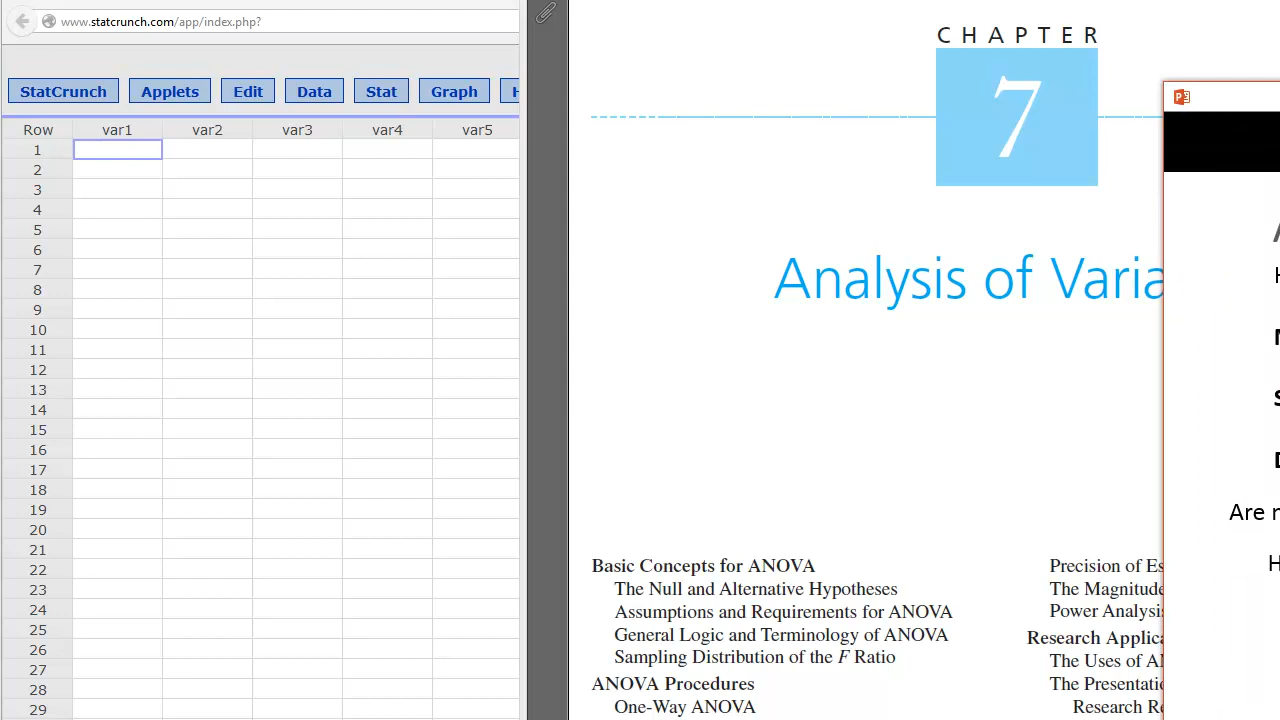 www.statcrunch.com/app/index.php?
StatCrunch Applets Edit Data Stat Graph
Row var1 var2 var3 var4 var5
1
2
3
4
5
6
7
8
9
10
11
12
13
14
15
16
17
18
19
20
21
22
23
24
25
26
27
28
29
CHAPTER
7
Analysis of Varia
Basic Concepts for ANOVA
The Null and Alternative Hypotheses
Assumptions and Requirements for ANOVA
General Logic and Terminology of ANOVA
Sampling Distribution of the F Ratio
ANOVA Procedures
One-Way ANOVA
Precision of Es
The Magnitude
Power Analysi
Research Applic
The Uses of A
The Presentati
Research R
Are